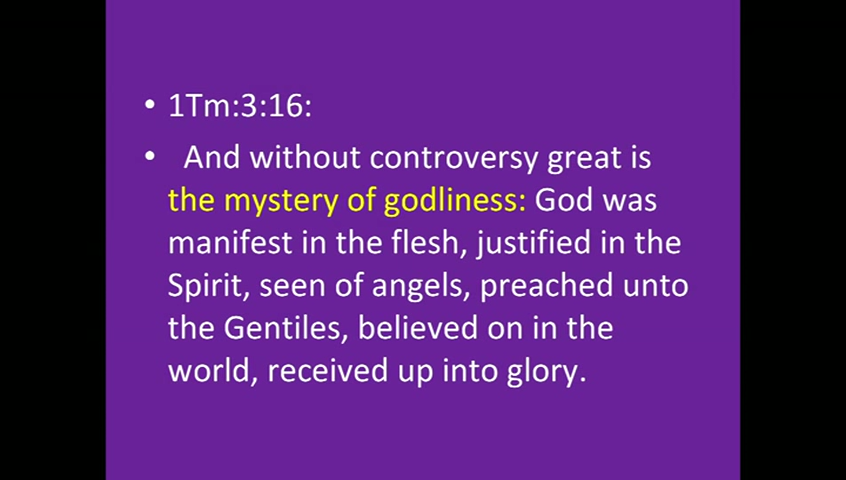 • 1Tm:3:16:
• And without controversy great is
the mystery of godliness: God was
manifest in the flesh, justified in the
Spirit, seen of angels, preached unto
the Gentiles, believed on in the
world, received up into glory.